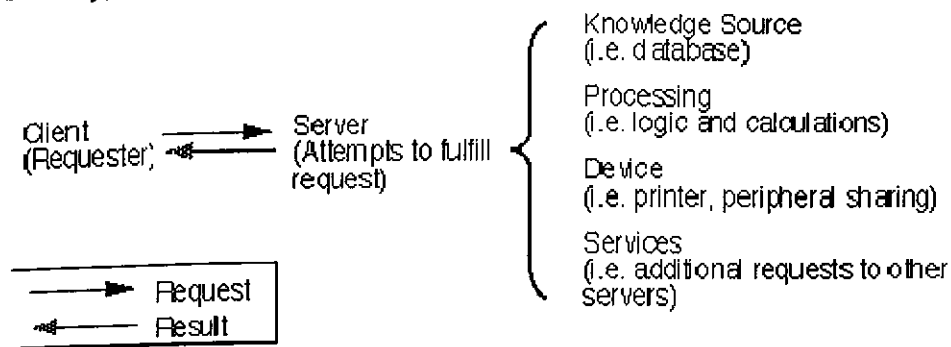 Client
(Requester)
Server
(Attempts to fulfill
request)
Knowledge Source
(i.e. database)
Processing
(i.e. logic and calculations)
Device
(i.e. printer, peripheral sharing)
Services
(i.e. additional requests to other
servers)
Request
Result